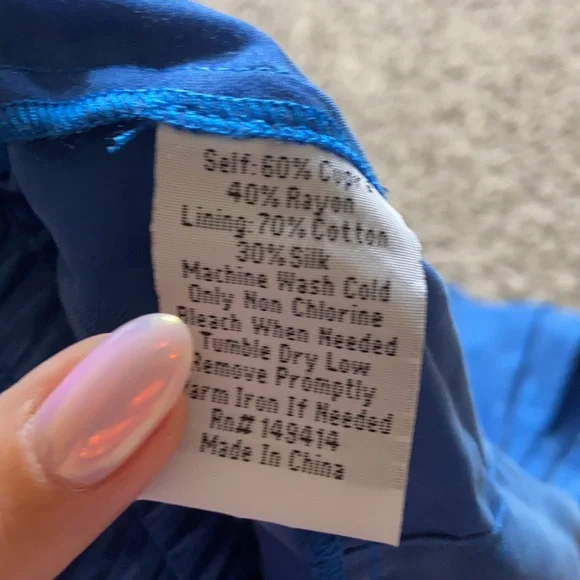 Self: 60% Cupr
40% Rayon
Lining: 70% Cotton
30% Silk
Machine Wash Cold
Only Non Chlorine
Bleach When Needed
Tumble Dry Low
Remove Promptly
arm Iron If Needed
Rn# 149414
Made In China